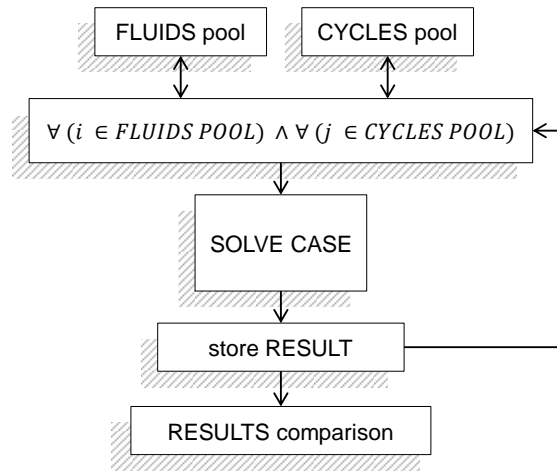 FLUIDS pool
CYCLES pool
∀ (i ∈ FLUIDS POOL) ∧ ∀ (j ∈ CYCLES POOL)
SOLVE CASE
store RESULT
RESULTS comparison